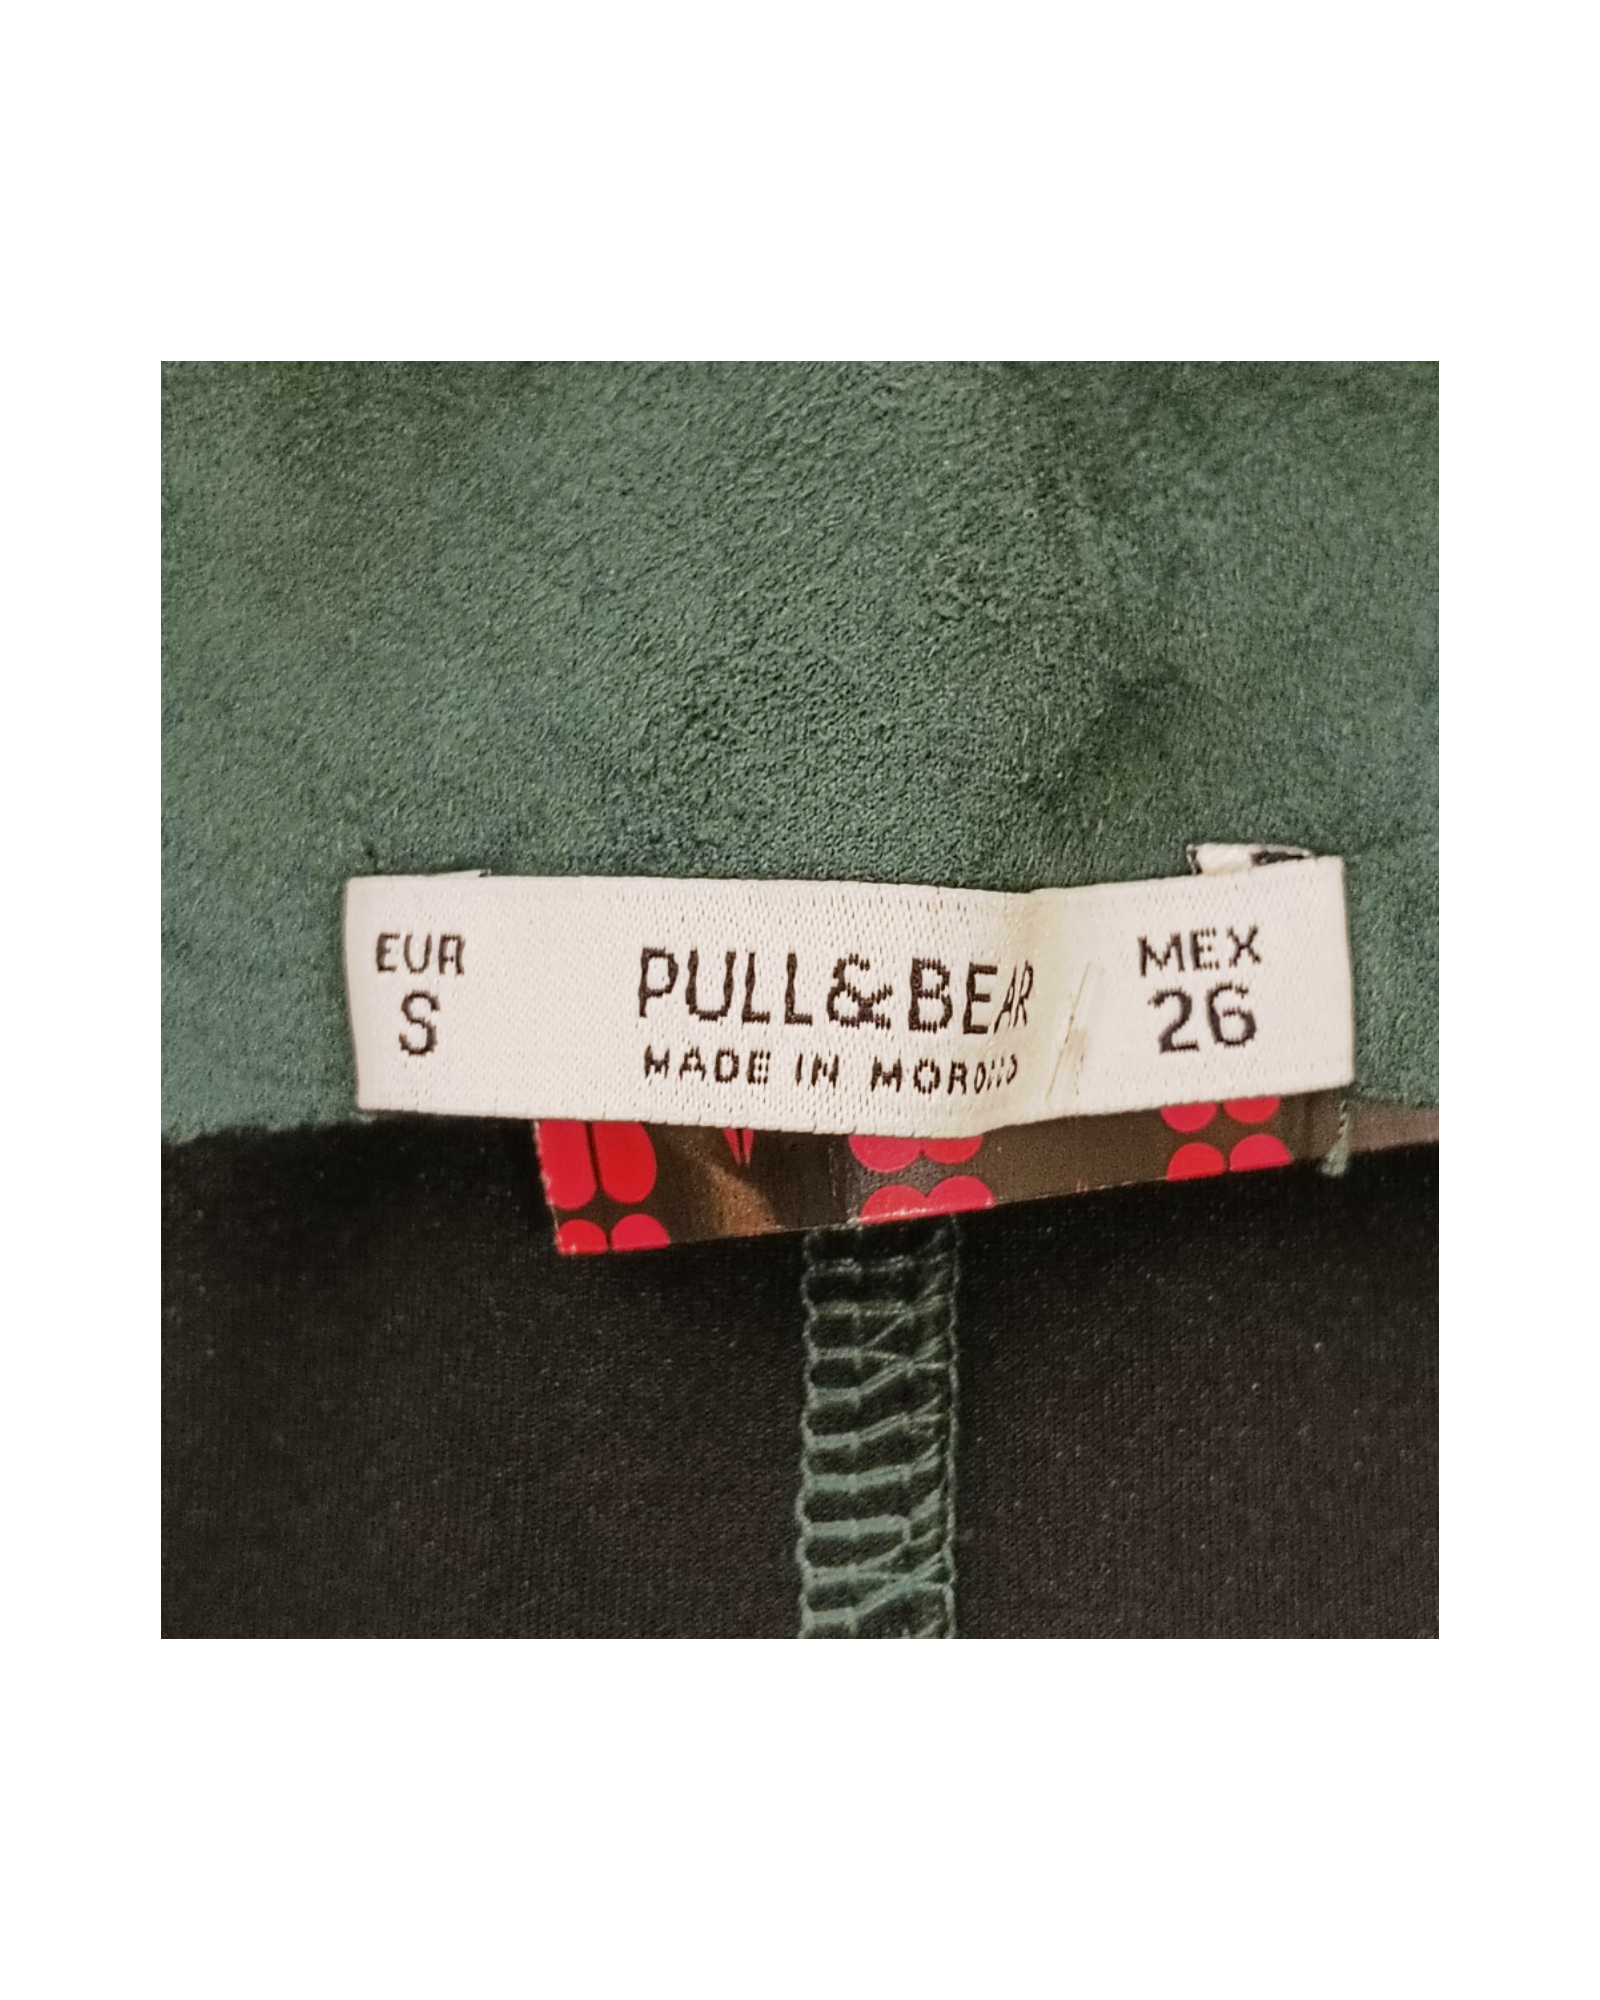 EUR
S
PULL&BEAR
MADE IN MOROCCO
MEX
26